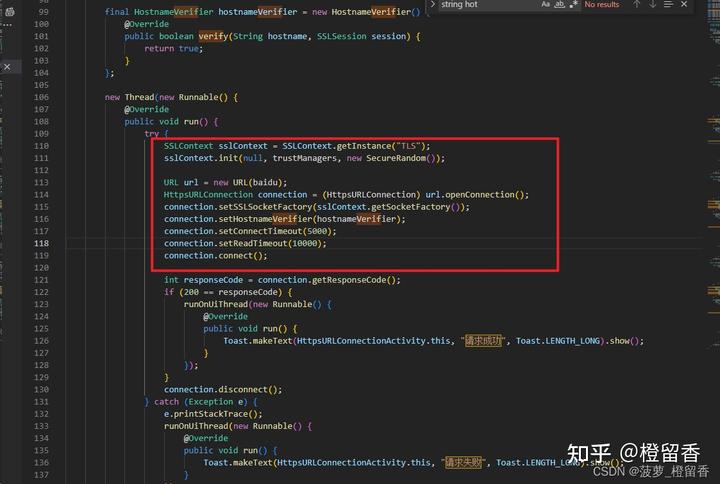 string hot
Aa ab .* No results
99 final HostnameVerifier hostnameVerifier = new HostnameVerifier() {
100 @Override
101 public boolean verify(String hostname, SSLSession session) {
102 return true;
103 }
104 };
105
106 new Thread(new Runnable() {
107 @Override
108 public void run() {
109 try {
110 SSLContext sslContext = SSLContext.getInstance("TLS");
111 sslContext.init(null, trustManagers, new SecureRandom());
112
113 URL url = new URL(baidu);
114 HttpsURLConnection connection = (HttpsURLConnection) url.openConnection();
115 connection.setSSLSocketFactory(sslContext.getSocketFactory());
116 connection.setHostnameVerifier(hostnameVerifier);
117 connection.setConnectTimeout(5000);
118 connection.setReadTimeout(10000);
119 connection.connect();
120
121 int responseCode = connection.getResponseCode();
122 if (200 == responseCode) {
123 runOnUiThread(new Runnable() {
124 @Override
125 public void run() {
126 Toast.makeText(HttpsURLConnectionActivity.this, "请求成功", Toast.LENGTH_LONG).show();
127 }
128 });
129 }
130 connection.disconnect();
131 } catch (Exception e) {
132 e.printStackTrace();
133 runOnUiThread(new Runnable() {
134 @Override
135 public void run() {
136 Toast.makeText(HttpsURLConnectionActivity.this, "请求失败", Toast.LENGTH_LONG).show();
137 }
知乎 @橙留香
CSDN @菠萝_橙留香